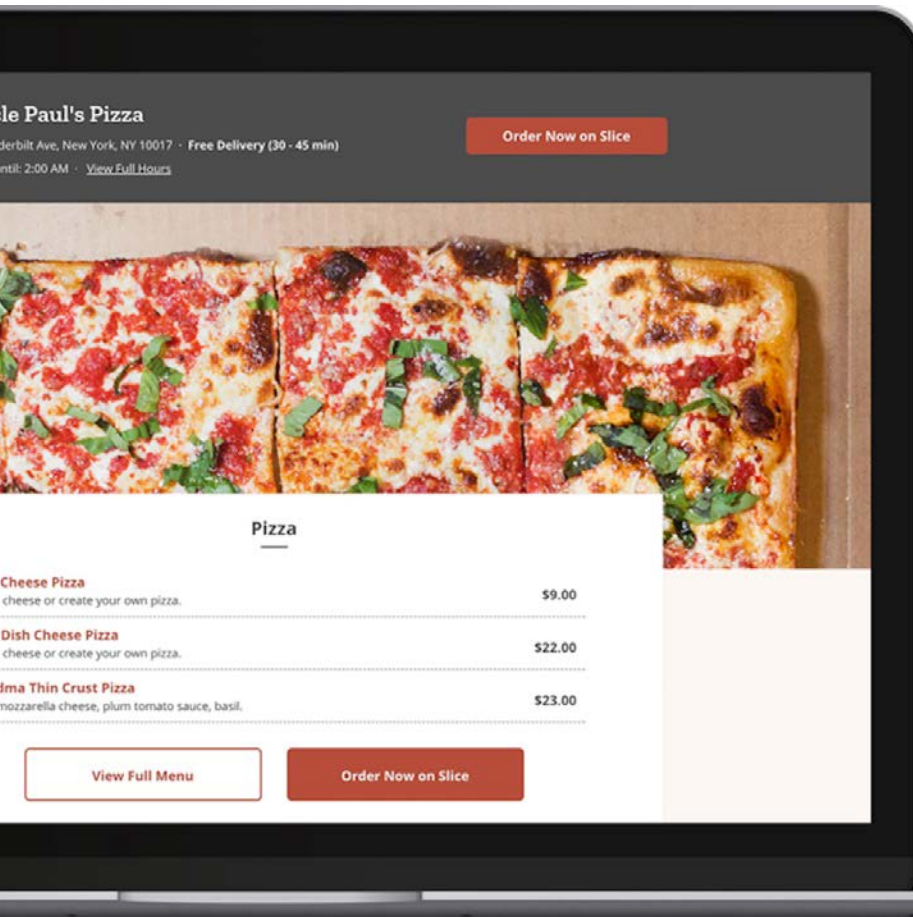 cle Paul's Pizza
derbilt Ave, New York, NY 10017 · Free Delivery (30 - 45 min)
ntil: 2:00 AM · View Full Hours
Order Now on Slice
Pizza
Cheese Pizza
cheese or create your own pizza.
$9.00
Dish Cheese Pizza
cheese or create your own pizza.
$22.00
dma Thin Crust Pizza
mozzarella cheese, plum tomato sauce, basil.
$23.00
View Full Menu
Order Now on Slice